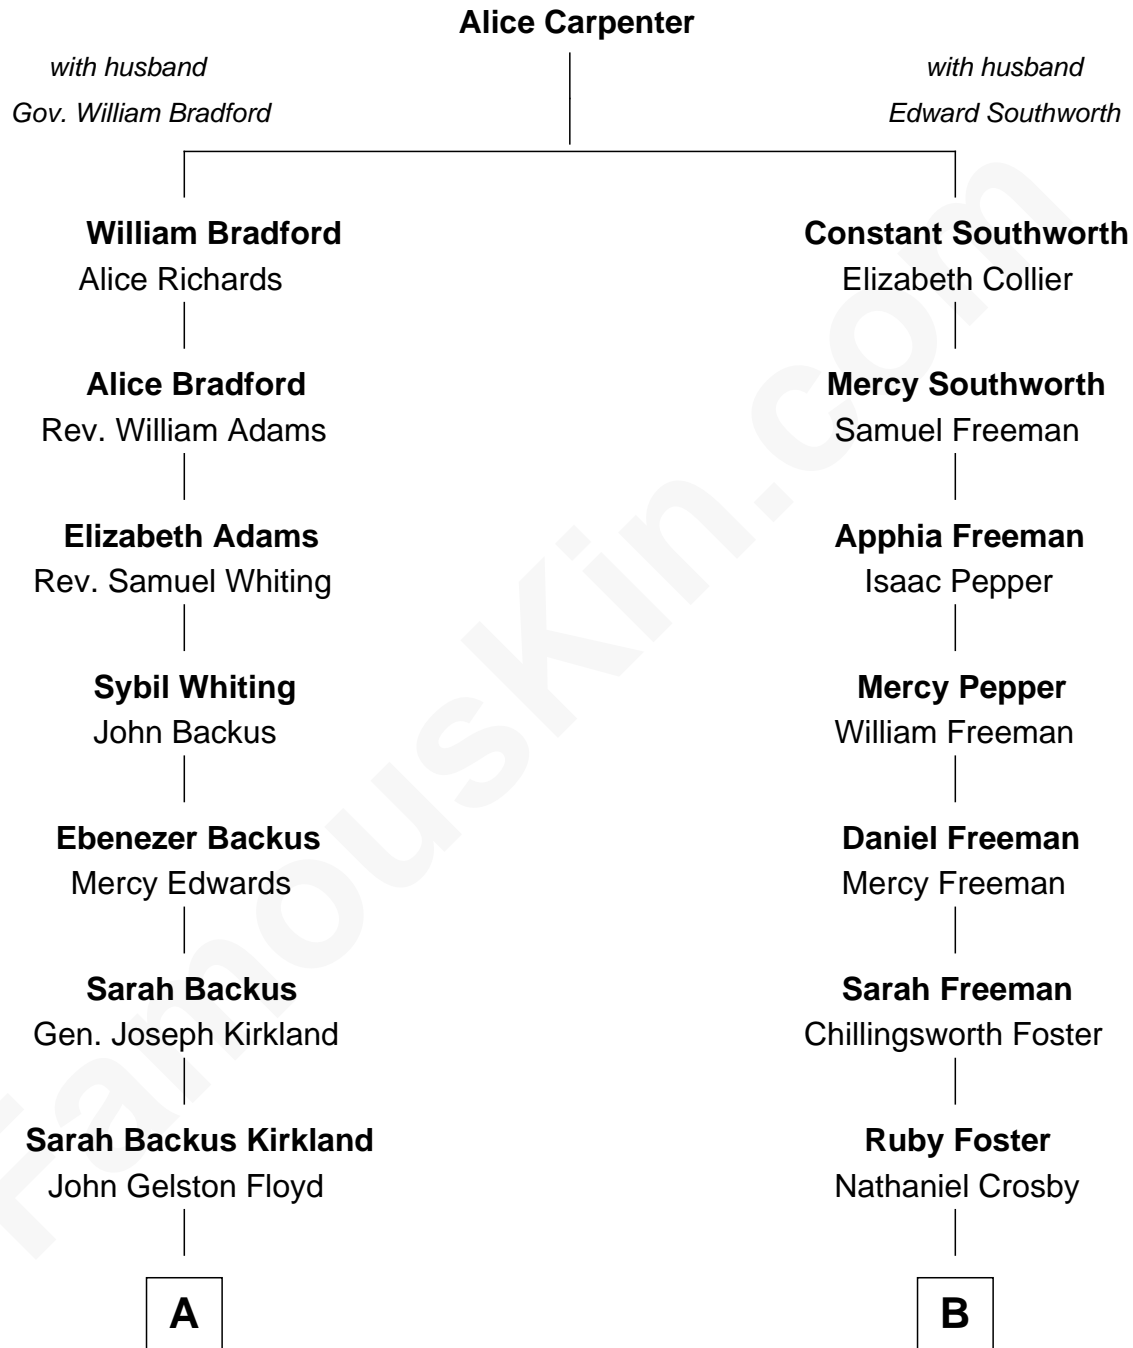 Alice Carpenter
with husband
Gov. William Bradford
with husband
Edward Southworth
William Bradford
Alice Richards
Constant Southworth
Elizabeth Collier
Alice Bradford
Rev. William Adams
Mercy Southworth
Samuel Freeman
Elizabeth Adams
Rev. Samuel Whiting
Apphia Freeman
Isaac Pepper
Sybil Whiting
John Backus
Mercy Pepper
William Freeman
Ebenezer Backus
Mercy Edwards
Daniel Freeman
Mercy Freeman
Sarah Backus
Gen. Joseph Kirkland
Sarah Freeman
Chillingsworth Foster
Sarah Backus Kirkland
John Gelston Floyd
Ruby Foster
Nathaniel Crosby
A
B
FamousKin.com